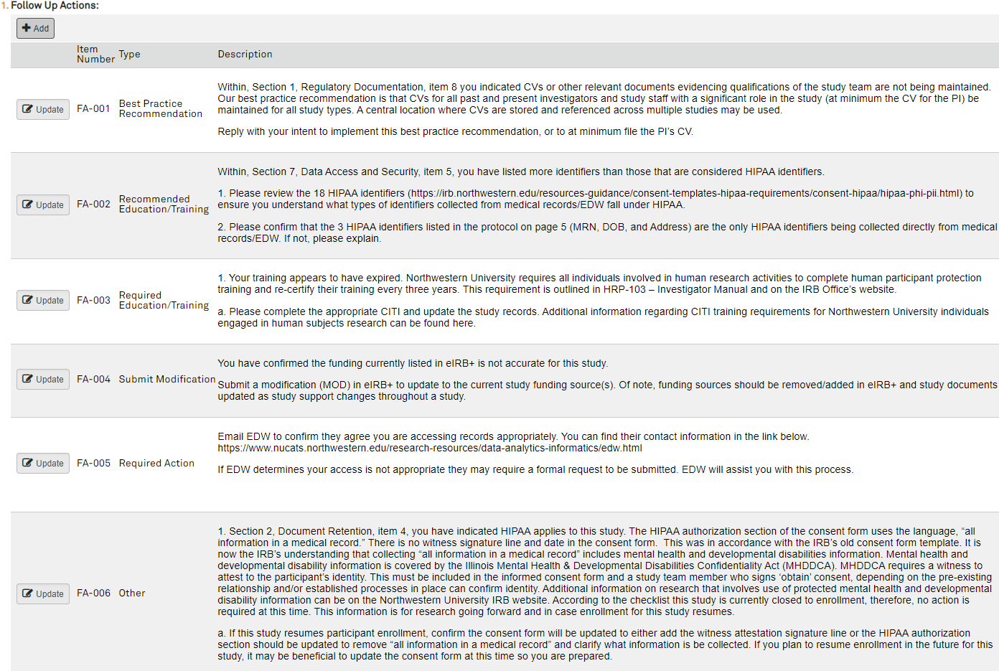 1. Follow Up Actions:
Add
Item Number Type Description
Update FA-001 Best Practice Recommendation
Within, Section 1, Regulatory Documentation, item 8 you indicated CVs or other relevant documents evidencing qualifications of the study team are not being maintained.
Our best practice recommendation is that CVs for all past and present investigators and study staff with a significant role in the study (at minimum the CV for the PI) be
maintained for all study types. A central location where CVs are stored and referenced across multiple studies may be used.
Reply with your intent to implement this best practice recommendation, or to at minimum file the PI's CV.
Update FA-002 Recommended Education/Training
Within, Section 7, Data Access and Security, item 5, you have listed more identifiers than those that are considered HIPAA identifiers.
1. Please review the 18 HIPAA identifiers (https://irb.northwestern.edu/resources-guidance/consent-templates-hipaa-requirements/consent-hipaa/hipaa-phi-pii.html) to
ensure you understand what types of identifiers collected from medical records/EDW fall under HIPAA.
2. Please confirm that the 3 HIPAA identifiers listed in the protocol on page 5 (MRN, DOB, and Address) are the only HIPAA identifiers being collected directly from medical
records/EDW. If not, please explain.
Update FA-003 Required Education/Training
1. Your training appears to have expired. Northwestern University requires all individuals involved in human research activities to complete human participant protection
training and re-certify their training every three years. This requirement is outlined in HRP-103 – Investigator Manual and on the IRB Office's website.
a. Please complete the appropriate CITI and update the study records. Additional information regarding CITI training requirements for Northwestern University individuals
engaged in human subjects research can be found here.
Update FA-004 Submit Modification
You have confirmed the funding currently listed in eIRB+ is not accurate for this study.
Submit a modification (MOD) in eIRB+ to update to the current study funding source(s). Of note, funding sources should be removed/added in eIRB+ and study documents
updated as study support changes throughout a study.
Update FA-005 Required Action
Email EDW to confirm they agree you are accessing records appropriately. You can find their contact information in the link below.
https://www.nucats.northwestern.edu/research-resources/data-analytics-informatics/edw.html
If EDW determines your access is not appropriate they may require a formal request to be submitted. EDW will assist you with this process.
Update FA-006 Other
1. Section 2, Document Retention, item 4, you have indicated HIPAA applies to this study. The HIPAA authorization section of the consent form uses the language, “all
information in a medical record.” There is no witness signature line and date in the consent form. This was in accordance with the IRB's old consent form template. It is
now the IRB's understanding that collecting “all information in a medical record” includes mental health and developmental disabilities information. Mental health and
developmental disability information is covered by the Illinois Mental Health & Developmental Disabilities Confidentiality Act (MHDDCA). MHDDCA requires a witness to
attest to the participant's identity. This must be included in the informed consent form and a study team member who signs ‘obtain’ consent, depending on the pre-existing
relationship and/or established processes in place can confirm identity. Additional information on research that involves use of protected mental health and developmental
disability information can be on the Northwestern University IRB website. According to the checklist this study is currently closed to enrollment, therefore, no action is
required at this time. This information is for research going forward and in case enrollment for this study resumes.
a. If this study resumes participant enrollment, confirm the consent form will be updated to either add the witness attestation signature line or the HIPAA authorization
section should be updated to remove “all information in a medical record” and clarify what information is be collected. If you plan to resume enrollment in the future for this
study, it may be beneficial to update the consent form at this time so you are prepared.